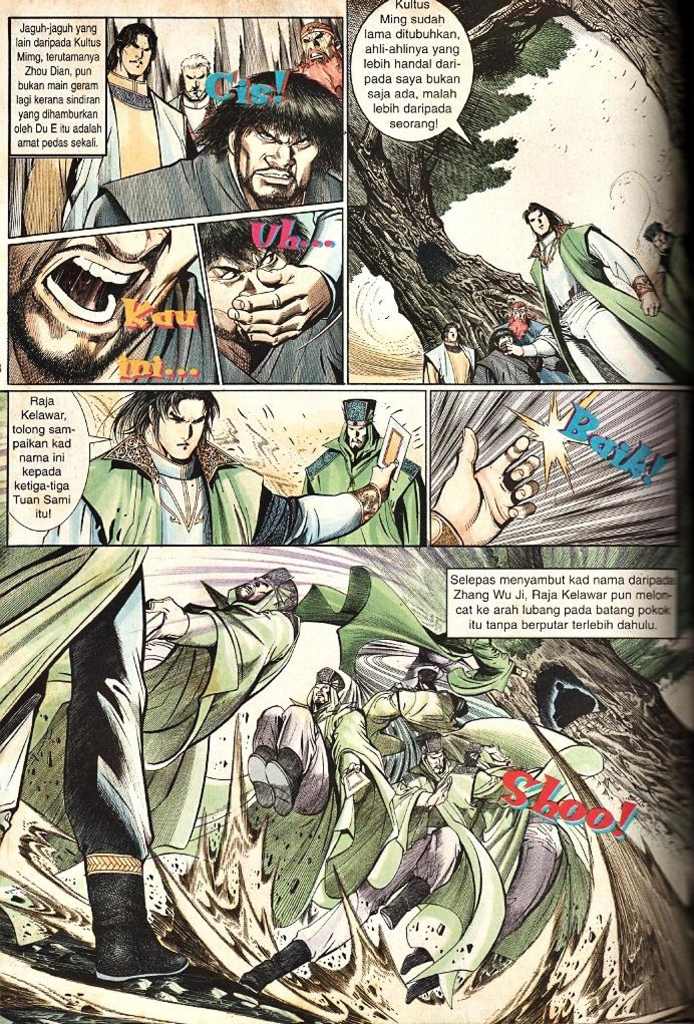 Jaguh-jaguh yang
lain daripada Kultus
Mimg, terutamanya
Zhou Dian, pun
bukan main geram
lagi kerana sindiran
yang dihamburkan
oleh Du E itu adalah
amat pedas sekali.
Cis!
Kau
ini...
Uh...
Kultus
Ming sudah
lama ditubuhkan,
ahli-ahlinya yang
lebih handal dari-
pada saya bukan
saja ada, malah
lebih daripada
seorang!
Raja
Kelawar,
tolong sam-
paikan kad
nama ini
kepada
ketiga-tiga
Tuan Sami
itu!
Baik!
Selepas menyambut kad nama daripada
Zhang Wu Ji, Raja Kelawar pun melon-
cat ke arah lubang pada batang pokok
itu tanpa berputar terlebih dahulu.
Shoo!